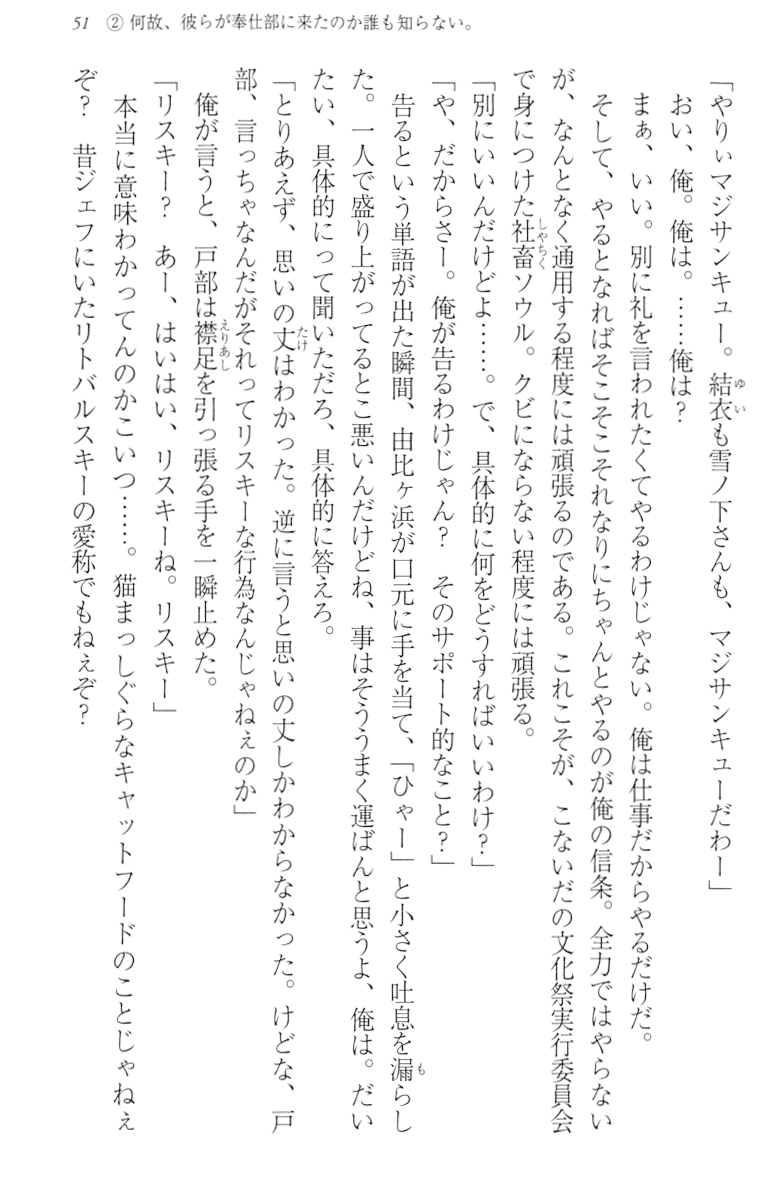 51　② 何故、彼らが奉仕部に来たのか誰も知らない。
「やりぃマジサンキュー。結衣も雪ノ下さんも、マジサンキューだわー」
おい、俺。俺は。……俺は?
まぁ、いい。別に礼を言われたくてやるわけじゃない。俺は仕事だからやるだけだ。
そして、やるとなればそこそこそれなりにちゃんとやるのが俺の信条。全力ではやらない
が、なんとなく通用する程度には頑張るのである。これこそが、こないだの文化祭実行委員会
で身につけた社畜ソウル。クビにならない程度には頑張る。
「別にいいんだけどよ……。で、具体的に何をどうすればいいわけ?」
「や、だからさー。俺が告るわけじゃん?　そのサポート的なこと?」
告るという単語が出た瞬間、由比ヶ浜が口元に手を当て、「ひゃー」と小さく吐息を漏らし
た。一人で盛り上がってるとこ悪いんだけどね、事はそううまく運ばんと思うよ、俺は。だい
たい、具体的にって聞いただろ、具体的に答えろ。
「とりあえず、思いの丈はわかった。逆に言うと思いの丈しかわからなかった。けどな、戸
部、言っちゃなんだがそれってリスキーな行為なんじゃねぇのか」
俺が言うと、戸部は襟足を引っ張る手を一瞬止めた。
「リスキー?　あー、はいはい、リスキーね。リスキー」
本当に意味わかってんのかこいつ……。猫まっしぐらなキャットフードのことじゃねぇ
ぞ?　昔ジェフにいたリトバルスキーの愛称でもねぇぞ?